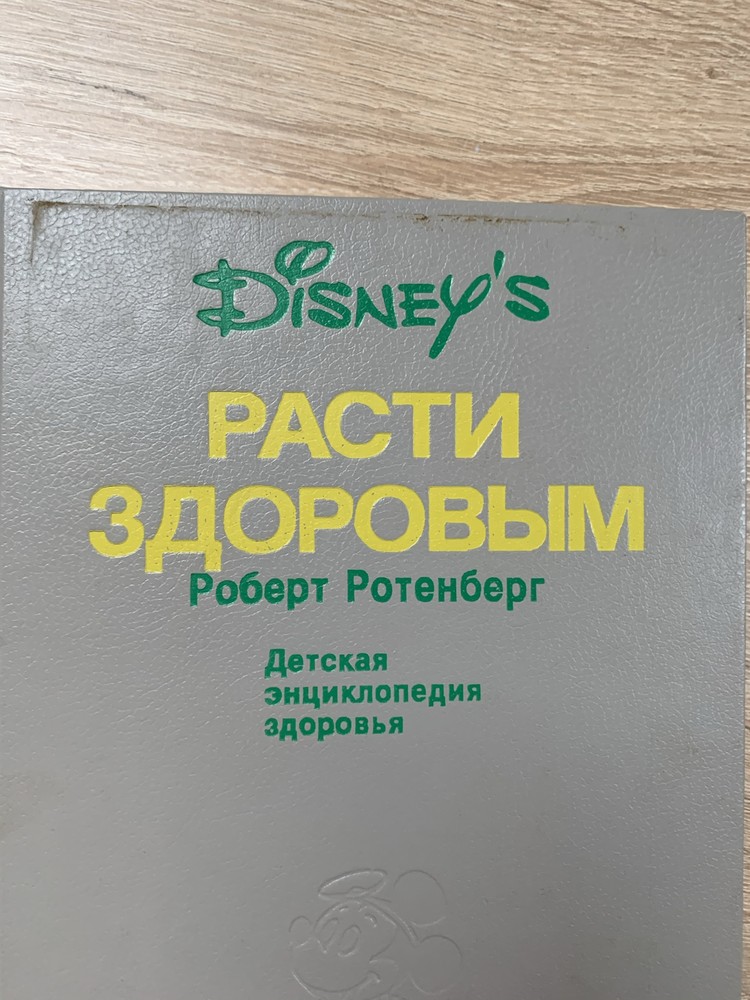 Disney's
РАСТИ
ЗДОРОВЫМ
Роберт Ротенберг
Детская
энциклопедия
здоровья